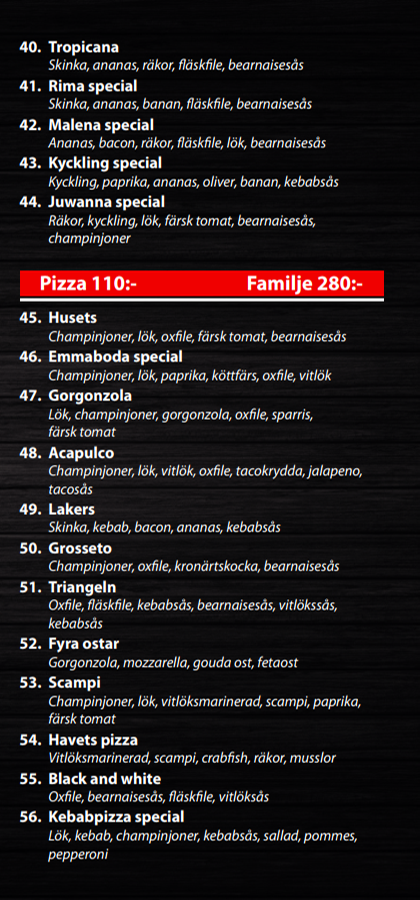 40. Tropicana
Skinka, ananas, räkor, fläskfile, bearnaisesås
41. Rima special
Skinka, ananas, banan, fläskfile, bearnaisesås
42. Malena special
Ananas, bacon, räkor, fläskfile, lök, bearnaisesås
43. Kyckling special
Kyckling, paprika, ananas, oliver, banan, kebabsås
44. Juwanna special
Räkor, kyckling, lök, färsk tomat, bearnaisesås,
champinjoner
Pizza 110:- Familje 280:-
45. Husets
Champinjoner, lök, oxfile, färsk tomat, bearnaisesås
46. Emmaboda special
Champinjoner, lök, paprika, köttfärs, oxfile, vitlök
47. Gorgonzola
Lök, champinjoner, gorgonzola, oxfile, sparris,
färsk tomat
48. Acapulco
Champinjoner, lök, vitlök, oxfile, tacokrydda, jalapeno,
tacosås
49. Lakers
Skinka, kebab, bacon, ananas, kebabsås
50. Grosseto
Champinjoner, oxfile, kronärtskocka, bearnaisesås
51. Triangeln
Oxfile, fläskfile, kebabsås, bearnaisesås, vitlökssås,
kebabsås
52. Fyra ostar
Gorgonzola, mozzarella, gouda ost, fetaost
53. Scampi
Champinjoner, lök, vitlöksmarinerad, scampi, paprika,
färsk tomat
54. Havets pizza
Vitlöksmarinerad, scampi, crabfish, räkor, musslor
55. Black and white
Oxfile, bearnaisesås, fläskfile, vitlöksås
56. Kebabpizza special
Lök, kebab, champinjoner, kebabsås, sallad, pommes,
pepperoni